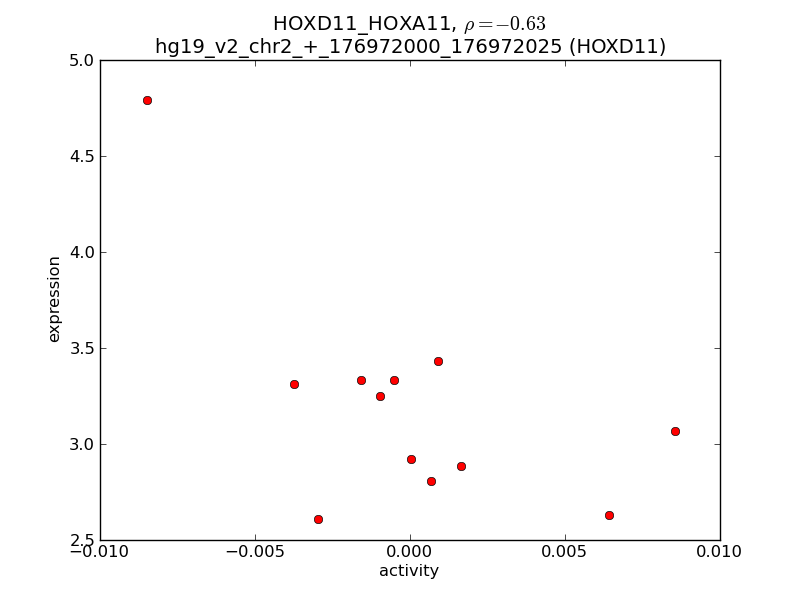 HOXD11_HOXA11, ρ=−0.63
hg19_v2_chr2_+_176972000_176972025 (HOXD11)
5.0
4.5
4.0
3.5
3.0
2.5
expression
−0.010
−0.005
0.000
0.005
0.010
activity